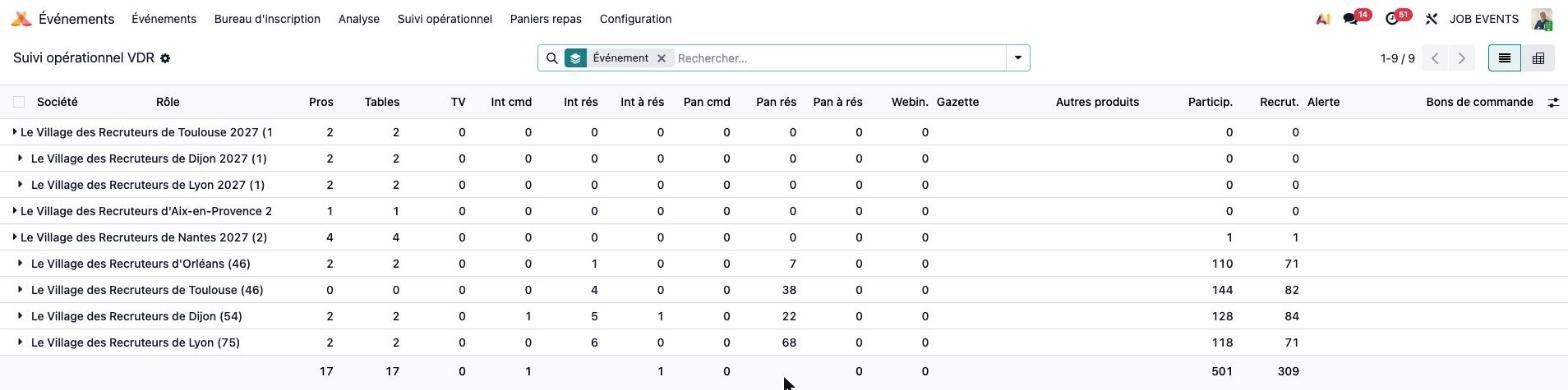 Événements Événements Bureau d'inscription Analyse Suivi opérationnel Paniers repas Configuration AI 14 51 JOB EVENTS
Suivi opérationnel VDR Événement Rechercher... 1-9 / 9
Société Rôle Pros Tables TV Int cmd Int rés Int à rés Pan cmd Pan rés Pan à rés Webin. Gazette Autres produits Particip. Recrut. Alerte Bons de commande
Le Village des Recruteurs de Toulouse 2027 (1 2 2 0 0 0 0 0 0 0 0 0 0
Le Village des Recruteurs de Dijon 2027 (1) 2 2 0 0 0 0 0 0 0 0 0 0
Le Village des Recruteurs de Lyon 2027 (1) 2 2 0 0 0 0 0 0 0 0 0 0
Le Village des Recruteurs d'Aix-en-Provence 2 1 1 0 0 0 0 0 0 0 0 0 0
Le Village des Recruteurs de Nantes 2027 (2) 4 4 0 0 0 0 0 0 0 0 1 1
Le Village des Recruteurs d'Orléans (46) 2 2 0 0 1 0 0 7 0 0 110 71
Le Village des Recruteurs de Toulouse (46) 0 0 0 0 4 0 0 38 0 0 144 82
Le Village des Recruteurs de Dijon (54) 2 2 0 1 5 1 0 22 0 0 128 84
Le Village des Recruteurs de Lyon (75) 2 2 0 0 6 0 0 68 0 0 118 71
17 17 0 1 1 0 0 0 501 309